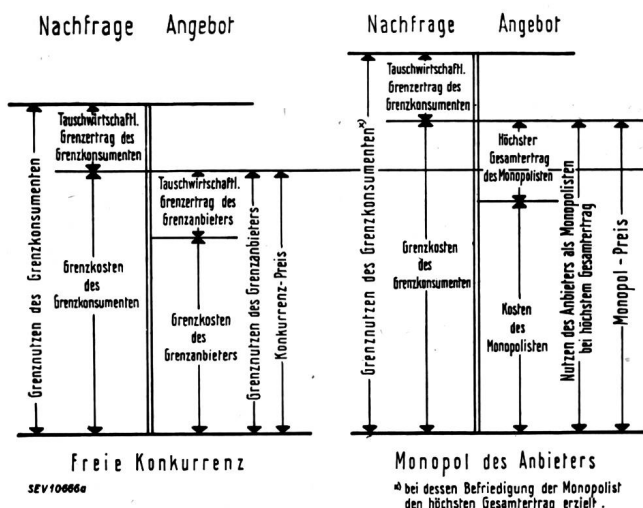 Nachfrage Angebot
Tauschwirtschaftl.
Grenzertrag des
Grenzkonsumenten
Grenznutzen des Grenzkonsumenten
Grenzkosten
des
Grenzkonsumenten
Tauschwirtschaftl.
Grenzertrag des
Grenzanbieters
Grenzkosten
des
Grenzanbieters
Grenznutzen des Grenzanbieters
Konkurrenz-Preis
Freie Konkurrenz
SEV10666a
Nachfrage Angebot
Tauschwirtschaftl.
Grenzertrag des
Grenzkonsumenten
Grenznutzen des Grenzkonsumenten*)
Grenzkosten
des
Grenzkonsumenten
Höchster
Gesamtertrag
des Monopolisten
Kosten
des
Monopolisten
Nutzen des Anbieters als Monopolisten
bei höchstem Gesamtertrag
Monopol-Preis
Monopol des Anbieters
*) bei dessen Befriedigung der Monopolist
den höchsten Gesamtertrag erzielt.